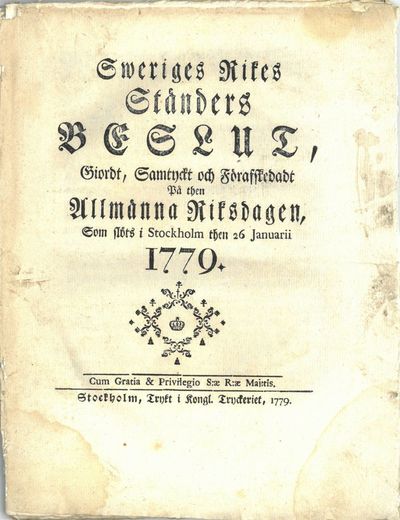 Sweriges Rikes
Ständers
BESLUT,
Giordt, Samtyckt och Förafskedadt
På then
Allmänna Riksdagen,
Som slöts i Stockholm then 26 Januarii
1779.
Cum Gratia & Privilegio S:æ R:æ Maj:tis.
Stockholm, Trykt i Kongl. Tryckeriet, 1779.